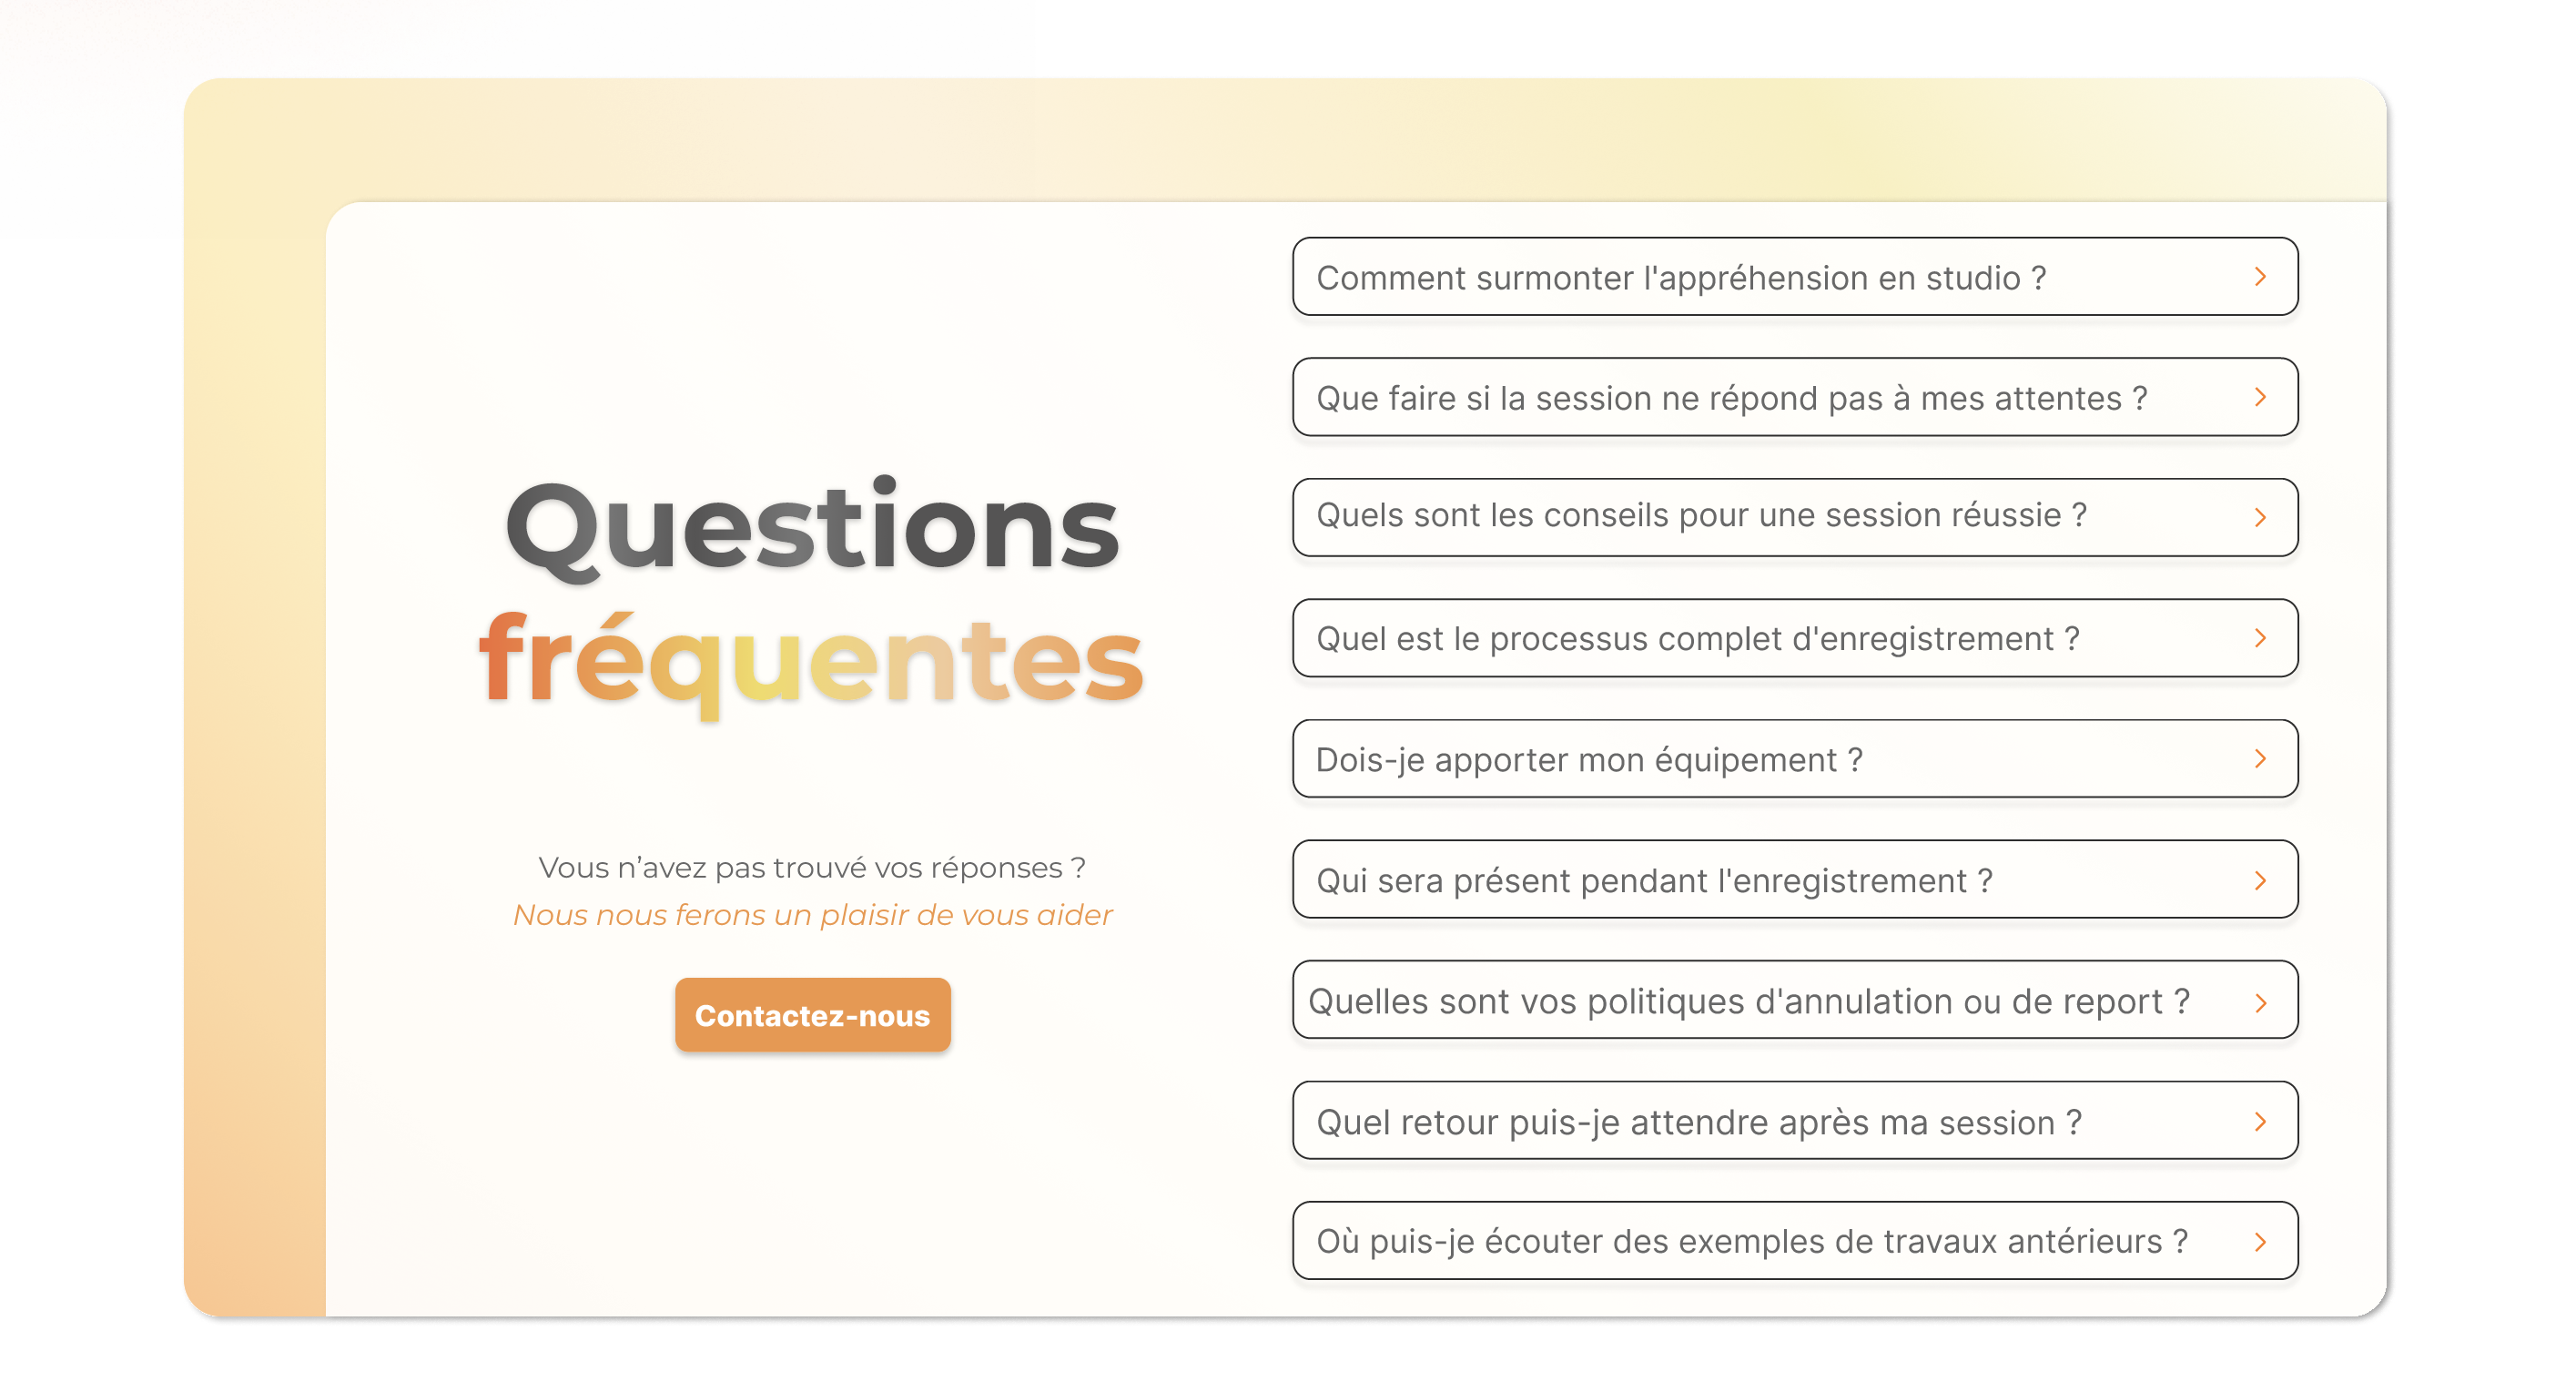 Questions
fréquentes
Vous n’avez pas trouvé vos réponses ?
Nous nous ferons un plaisir de vous aider
Contactez-nous
Comment surmonter l'appréhension en studio ?
Que faire si la session ne répond pas à mes attentes ?
Quels sont les conseils pour une session réussie ?
Quel est le processus complet d'enregistrement ?
Dois-je apporter mon équipement ?
Qui sera présent pendant l'enregistrement ?
Quelles sont vos politiques d'annulation ou de report ?
Quel retour puis-je attendre après ma session ?
Où puis-je écouter des exemples de travaux antérieurs ?